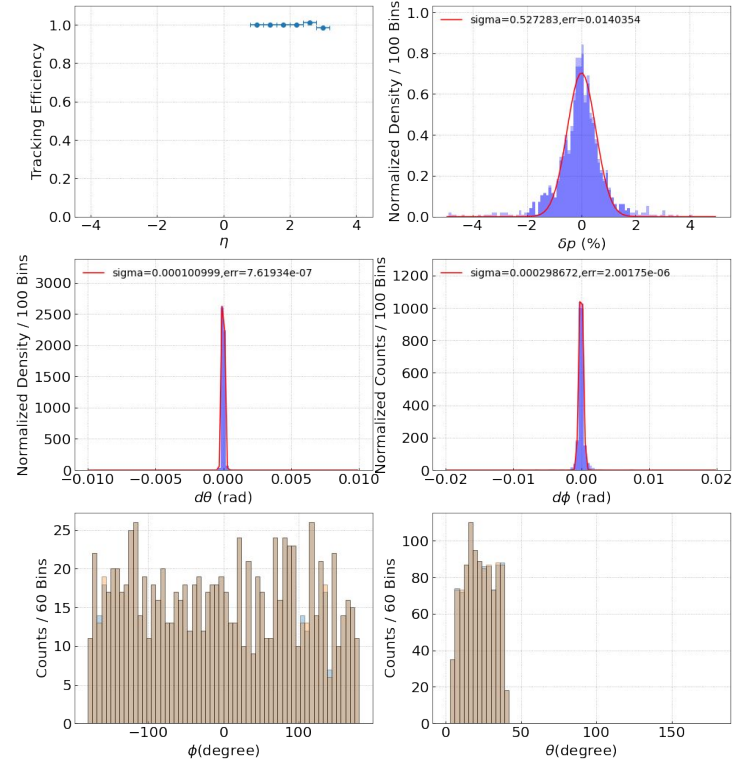 1.0
0.8
0.6
0.4
0.2
0.0
Tracking Efficiency
−4 −2 0 2 4
η
sigma=0.527283,err=0.0140354
1.0
0.8
0.6
0.4
0.2
0.0
Normalized Density / 100 Bins
−4 −2 0 2 4
δp (%)
sigma=0.000100999,err=7.61934e-07
3000
2500
2000
1500
1000
500
0
Normalized Density / 100 Bins
−0.010 −0.005 0.000 0.005 0.010
dθ (rad)
sigma=0.000298672,err=2.00175e-06
1200
1000
800
600
400
200
0
Normalized Counts / 100 Bins
−0.02 −0.01 0.00 0.01 0.02
dϕ (rad)
25
20
15
10
5
0
Counts / 60 Bins
−100 0 100
ϕ(degree)
100
80
60
40
20
0
Counts / 60 Bins
0 50 100 150
θ(degree)